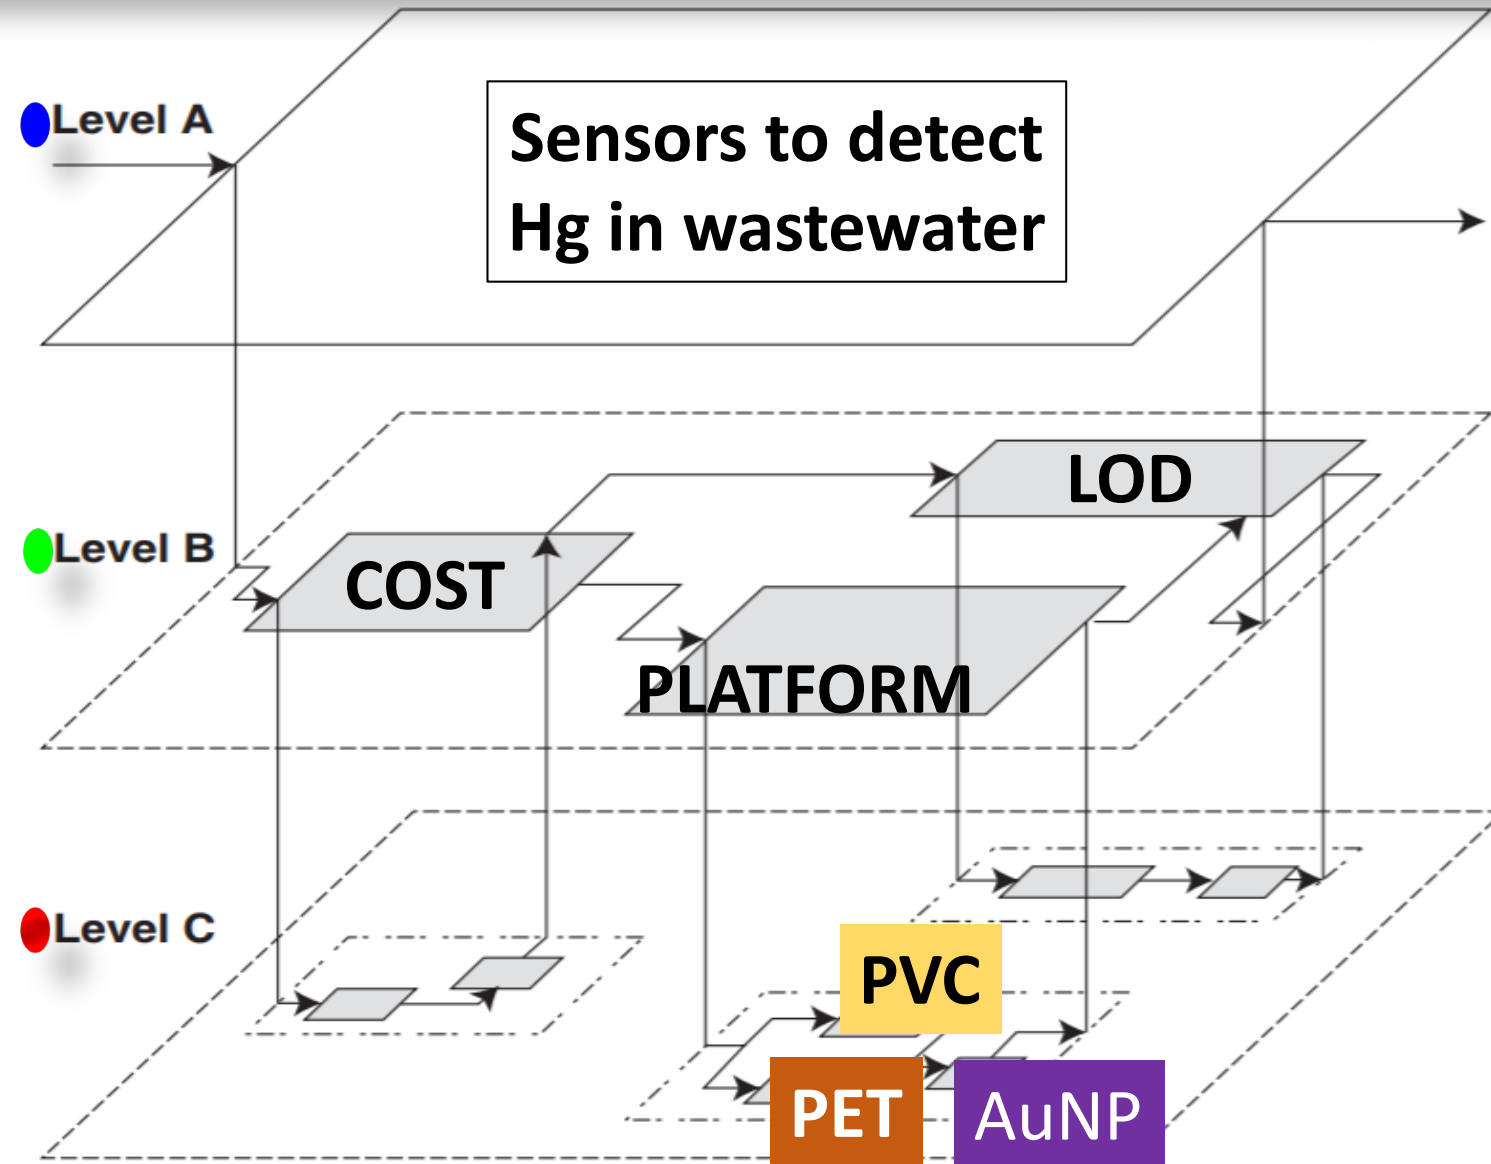 Level A
Sensors to detect
Hg in wastewater
Level B
COST
LOD
PLATFORM
Level C
PVC
PET
AuNP